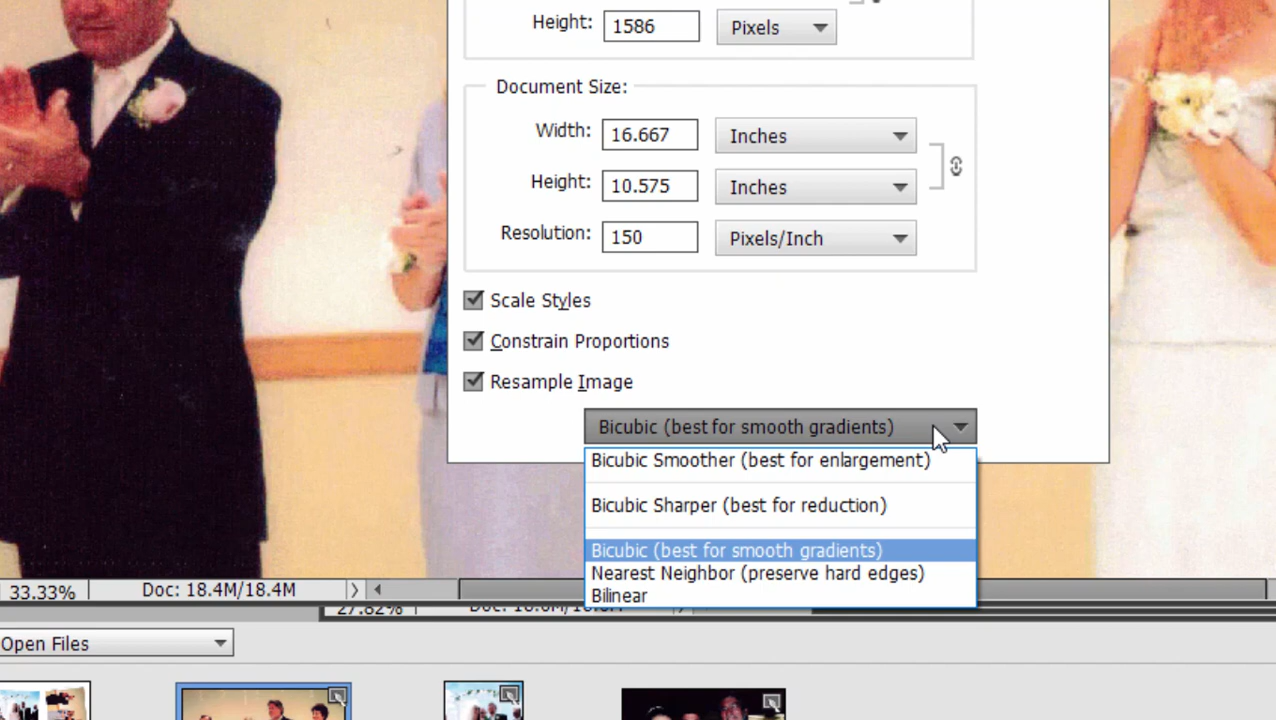 Height: 1586 Pixels
Document Size:
Width: 16.667 Inches
Height: 10.575 Inches
Resolution: 150 Pixels/Inch
Scale Styles
Constrain Proportions
Resample Image
Bicubic (best for smooth gradients)
Bicubic Smoother (best for enlargement)
Bicubic Sharper (best for reduction)
Bicubic (best for smooth gradients)
Nearest Neighbor (preserve hard edges)
Bilinear
33.33% Doc: 18.4M/18.4M
27.82%
Open Files